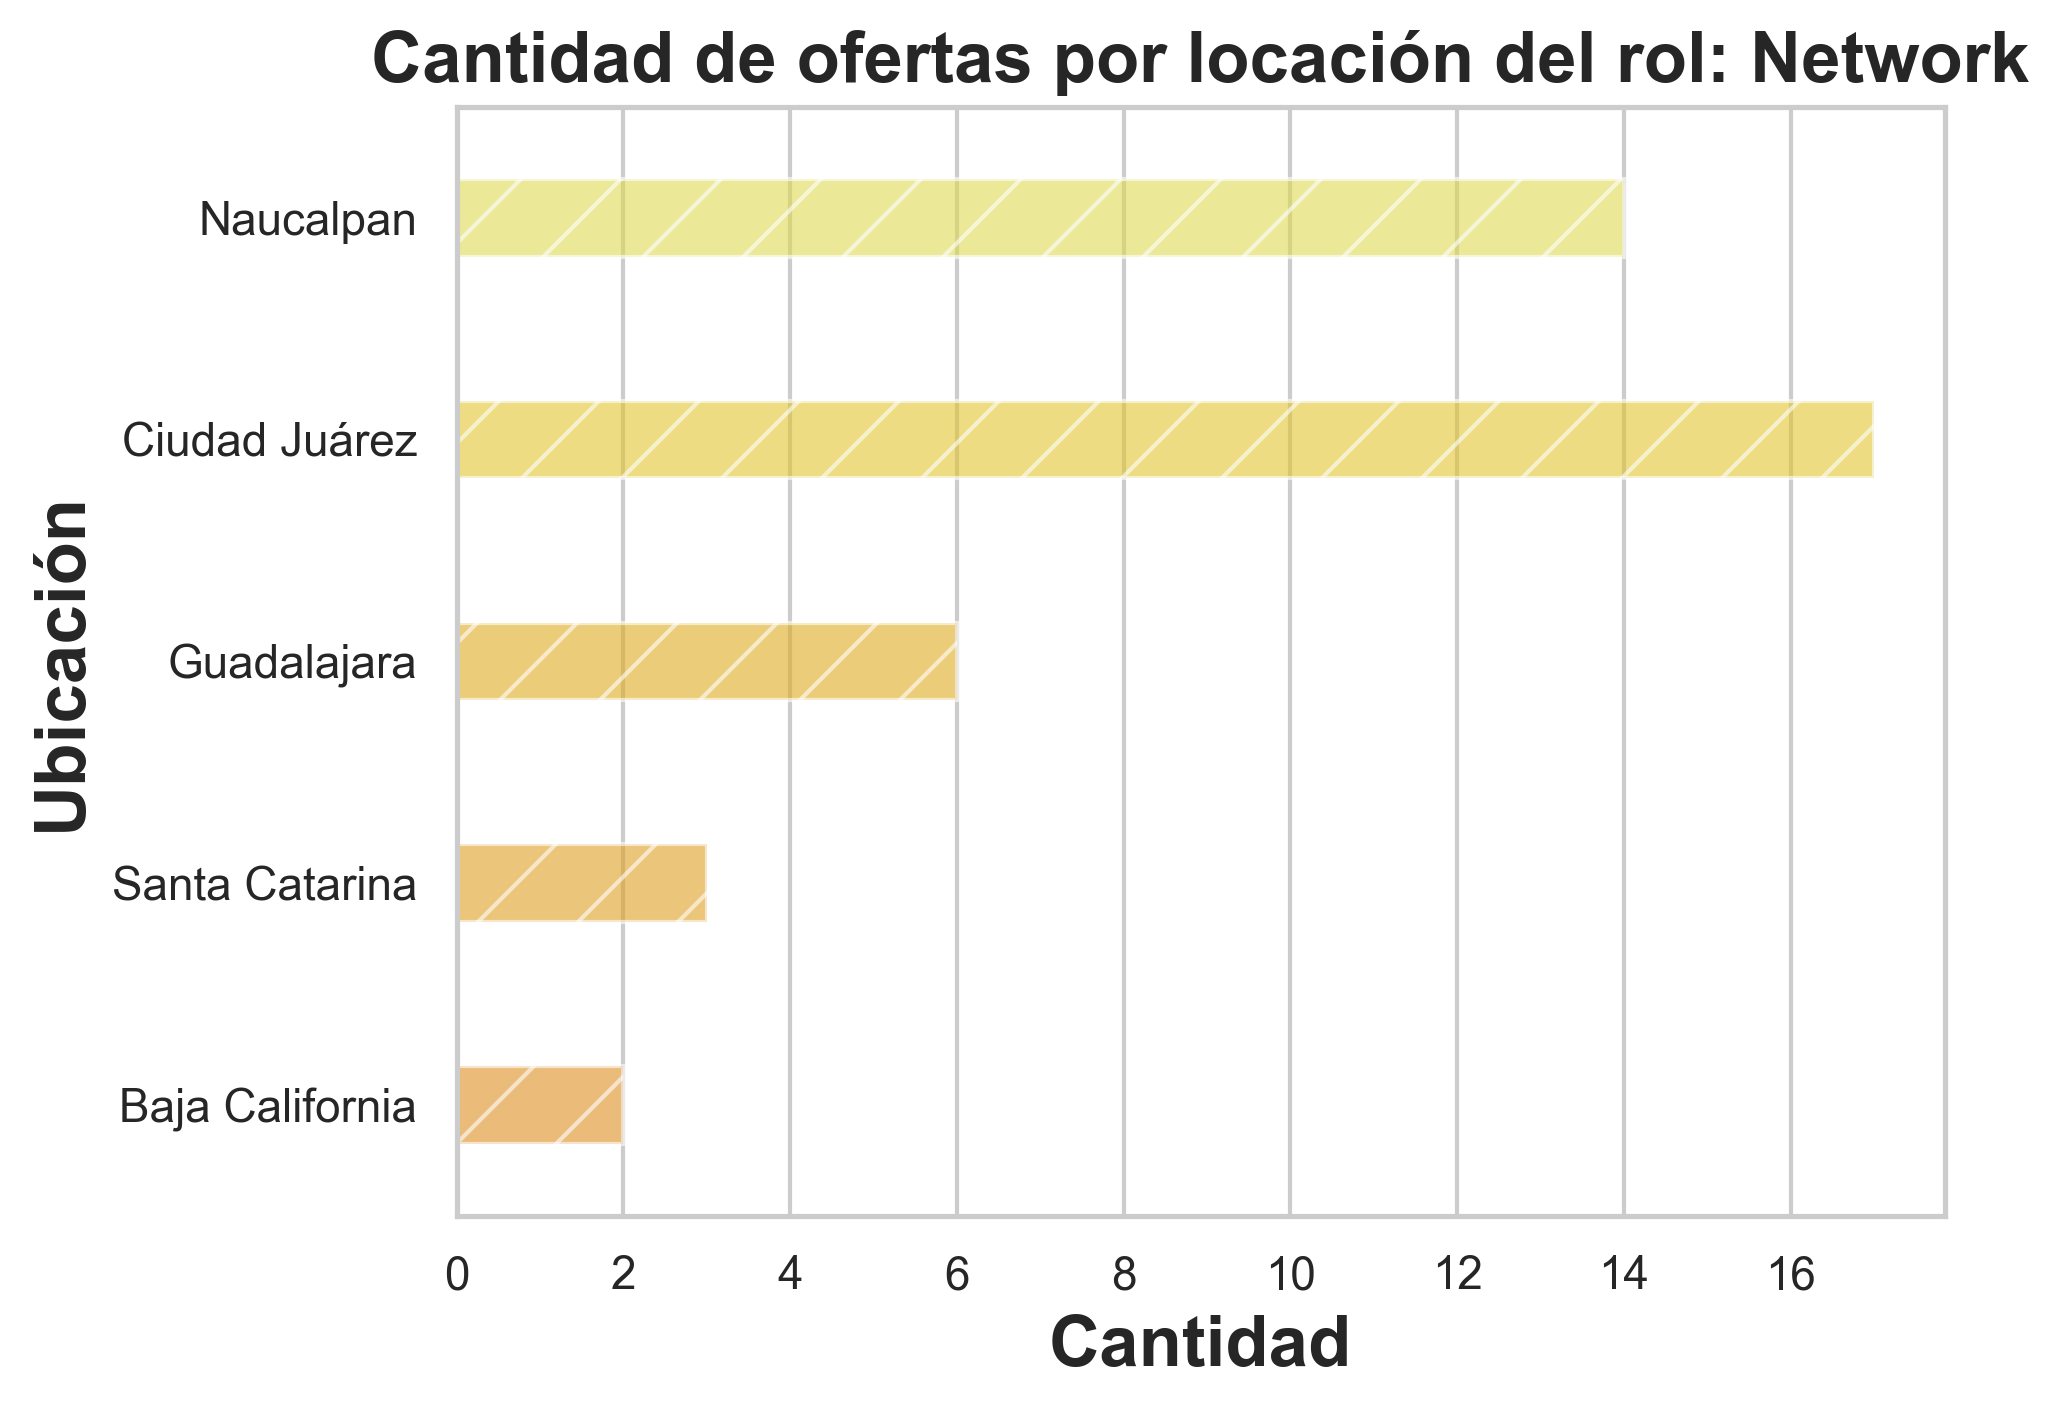 Cantidad de ofertas por locación del rol: Network
Naucalpan
Ciudad Juárez
Guadalajara
Santa Catarina
Baja California
Ubicación
0 2 4 6 8 10 12 14 16
Cantidad